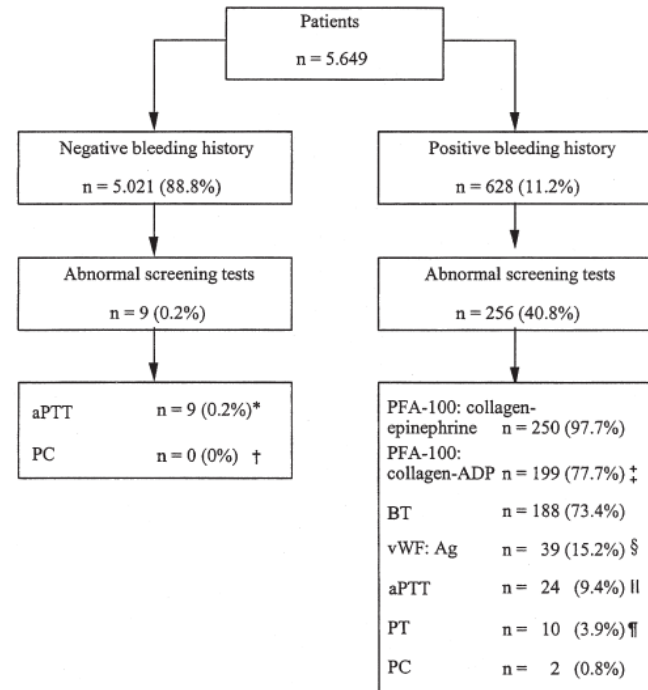 Patients
n = 5.649
Negative bleeding history
n = 5.021 (88.8%)
Positive bleeding history
n = 628 (11.2%)
Abnormal screening tests
n = 9 (0.2%)
Abnormal screening tests
n = 256 (40.8%)
aPTT n = 9 (0.2%)*
PC n = 0 (0%) †
PFA-100: collagen-
epinephrine n = 250 (97.7%)
PFA-100:
collagen-ADP n = 199 (77.7%) ‡
BT n = 188 (73.4%)
vWF: Ag n = 39 (15.2%) §
aPTT n = 24 (9.4%) ||
PT n = 10 (3.9%) ¶
PC n = 2 (0.8%)